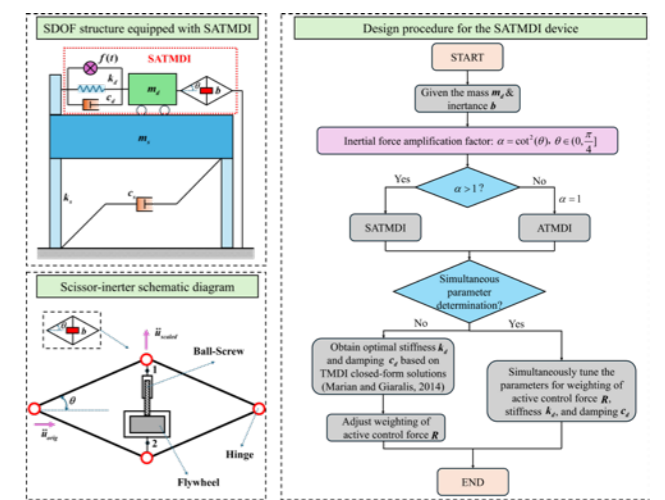 SDOF structure equipped with SATMDI
f(t)
SATMDI
k_d
c_d
m_d
θ
b
m_s
k_s
c_s
Scissor-inerter schematic diagram
θ
b
ü_scaled
Ball-Screw
1
θ
ü_orig
2
Hinge
Flywheel
Design procedure for the SATMDI device
START
Given the mass m_d &
inertance b
Inertial force amplification factor: α = cot²(θ), θ ∈ (0, π/4]
Yes
α > 1 ?
No
α = 1
SATMDI
ATMDI
Simultaneous
parameter
determination?
No
Yes
Obtain optimal stiffness k_d
and damping c_d based on
TMDI closed-form solutions
(Marian and Giaralis, 2014)
Adjust weighting of
active control force R
Simultaneously tune the
parameters for weighting of
active control force R,
stiffness k_d, and damping c_d
END